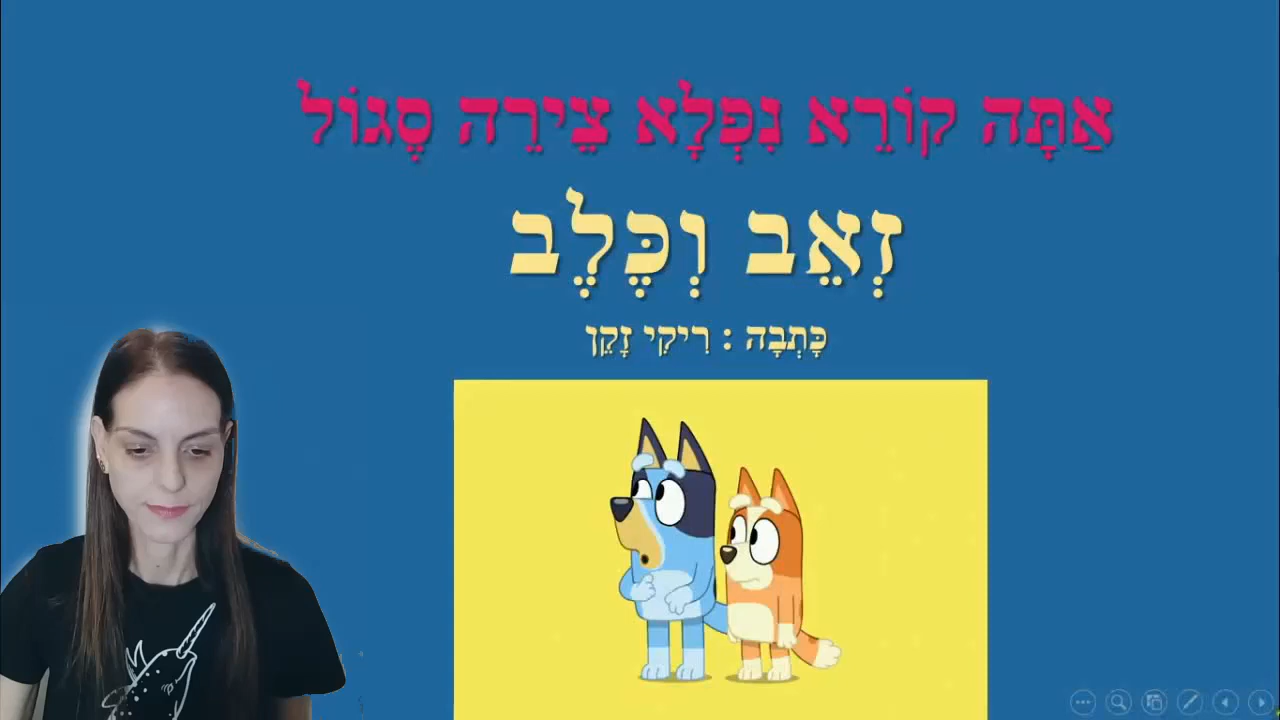 אַתָּה קוֹרֵא נִפְלָא צֵירֵה סֶגוֹל
זְאֵב וְכֶּלֶב
כָּתְבָה : רִיקִי זָקֵן